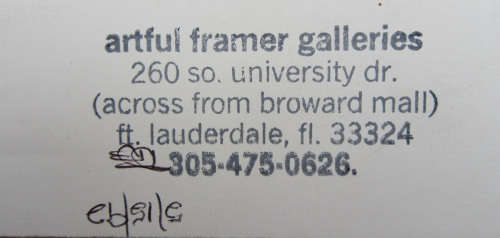 artful framer galleries
260 so. university dr.
(across from broward mall)
ft. lauderdale, fl. 33324
305-475-0626.